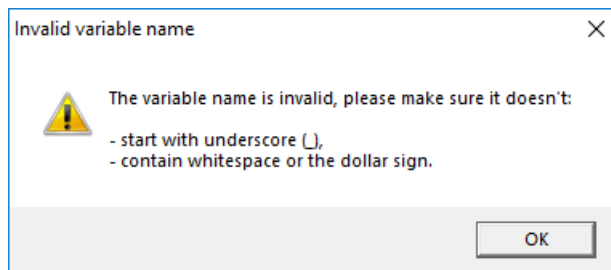 Invalid variable name
The variable name is invalid, please make sure it doesn't:
- start with underscore (_),
- contain whitespace or the dollar sign.
OK